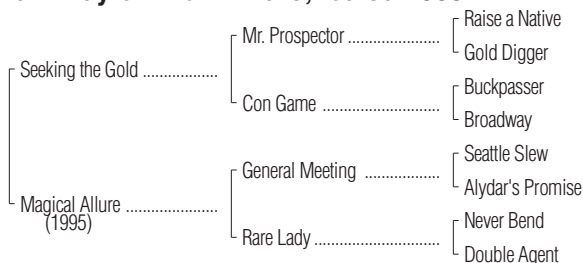 Raise a Native
Mr. Prospector ..................
Gold Digger
Seeking the Gold .................
Buckpasser
Con Game ..........................
Broadway
Seattle Slew
General Meeting .................
Alydar's Promise
Magical Allure .....................
(1995)
Never Bend
Rare Lady ...........................
Double Agent